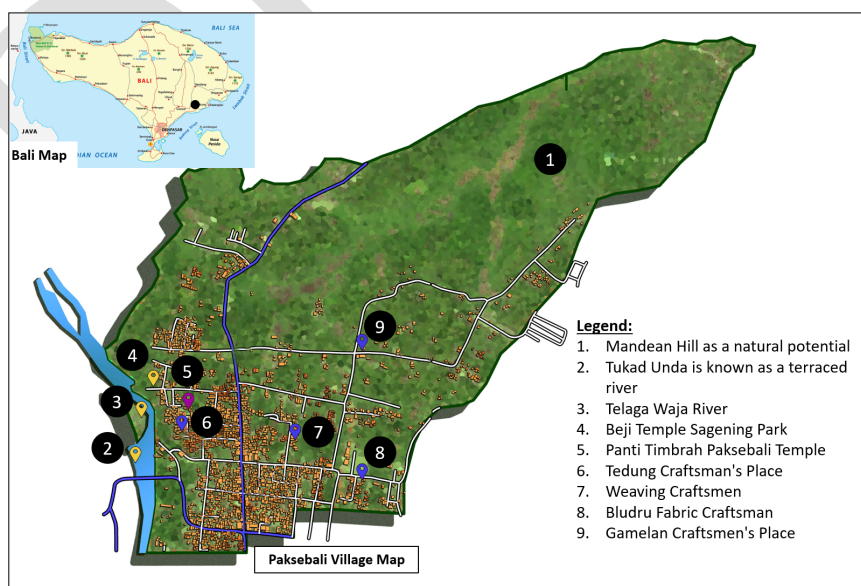 BALI SEA
BALI
DENPASAR
Nusa
Penida
JAVA
DIAN OCEAN
Bali Map
1
9
4
5
3
6
7
2
8
Legend:
1. Mandean Hill as a natural potential
2. Tukad Unda is known as a terraced
river
3. Telaga Waja River
4. Beji Temple Sagening Park
5. Panti Timbrah Paksebali Temple
6. Tedung Craftsman's Place
7. Weaving Craftsmen
8. Bludru Fabric Craftsman
9. Gamelan Craftsmen's Place
Paksebali Village Map